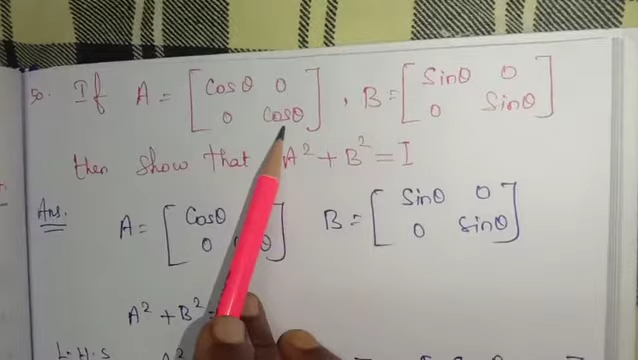 50. If A = [ Cosθ 0 ] , B = [ Sinθ 0 ]
[ 0 Cosθ ] [ 0 Sinθ ]
then show that A² + B² = I
Ans. A = [ Cosθ B = [ Sinθ 0 ]
[ 0 ] [ 0 Sinθ ]
A² + B² =
L.H.S